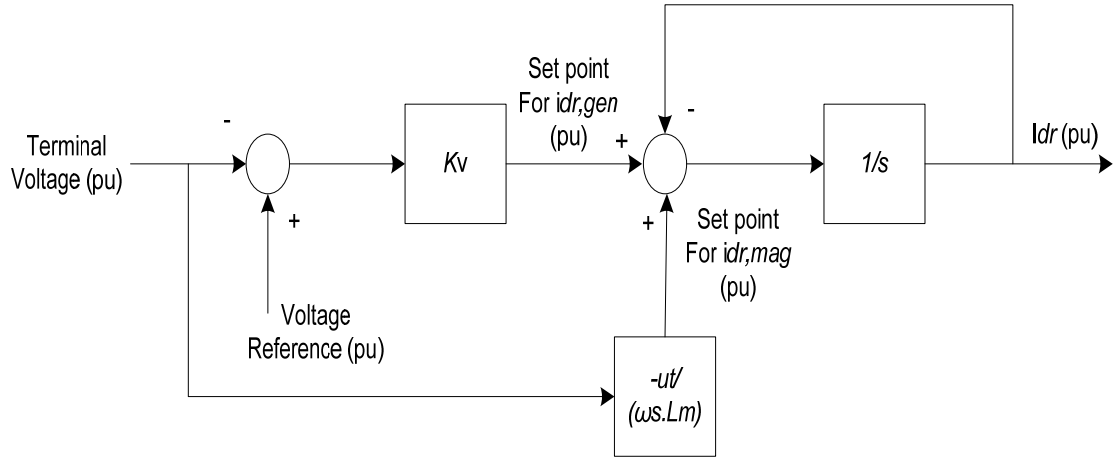 Set point
For idr,gen
(pu)
-
-
+
Idr (pu)
Terminal
Voltage (pu)
Kv
1/s
+
+
Set point
For idr,mag
(pu)
Voltage
Reference (pu)
-ut/
(ωs.Lm)